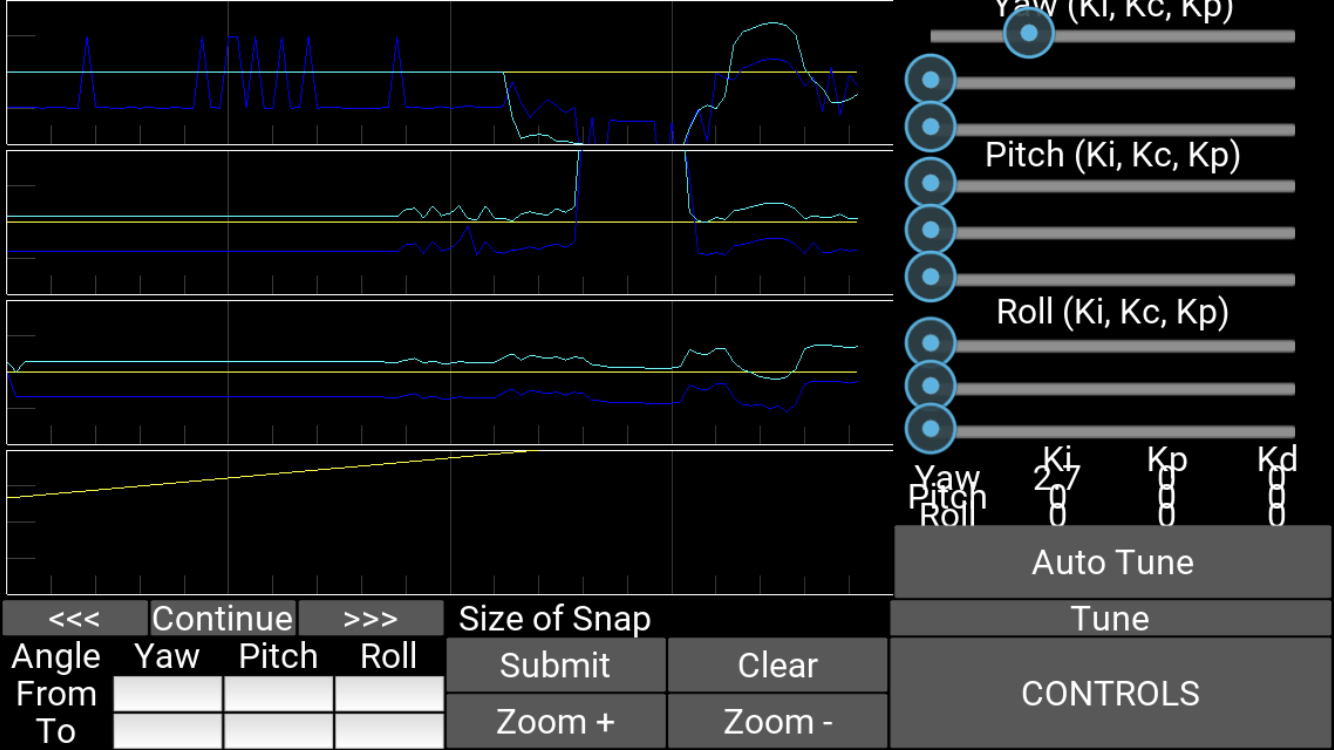 Yaw (Ki, Kc, Kp)
Pitch (Ki, Kc, Kp)
Roll (Ki, Kc, Kp)
Ki Kp Kd
Yaw 2.7 0 0
Pitch 0 0 0
Roll 0 0 0
Auto Tune
<<< Continue >>> Size of Snap Tune
Angle Yaw Pitch Roll Submit Clear
From CONTROLS
To Zoom + Zoom -